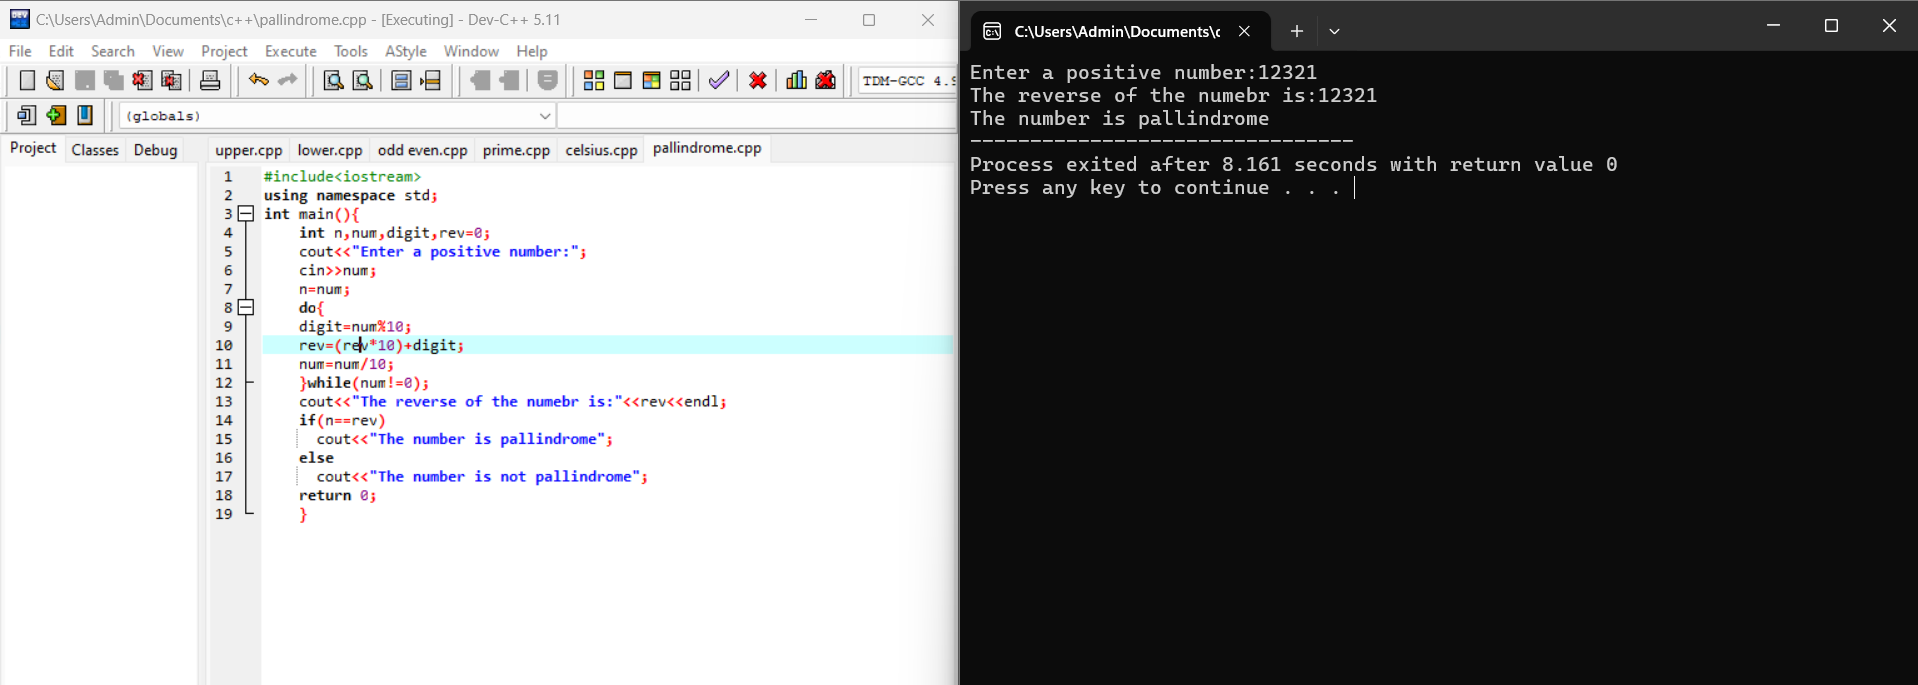 C:\Users\Admin\Documents\c++\pallindrome.cpp - [Executing] - Dev-C++ 5.11
File Edit Search View Project Execute Tools AStyle Window Help
TDM-GCC 4.9
(globals)
Project Classes Debug
upper.cpp lower.cpp odd even.cpp prime.cpp celsius.cpp pallindrome.cpp
1 #include<iostream>
2 using namespace std;
3 int main(){
4 int n,num,digit,rev=0;
5 cout<<"Enter a positive number:";
6 cin>>num;
7 n=num;
8 do{
9 digit=num%10;
10 rev=(rev*10)+digit;
11 num=num/10;
12 }while(num!=0);
13 cout<<"The reverse of the numebr is:"<<rev<<endl;
14 if(n==rev)
15 cout<<"The number is pallindrome";
16 else
17 cout<<"The number is not pallindrome";
18 return 0;
19 }
C:\Users\Admin\Documents\c
Enter a positive number:12321
The reverse of the numebr is:12321
The number is pallindrome
--------------------------------
Process exited after 8.161 seconds with return value 0
Press any key to continue . . .